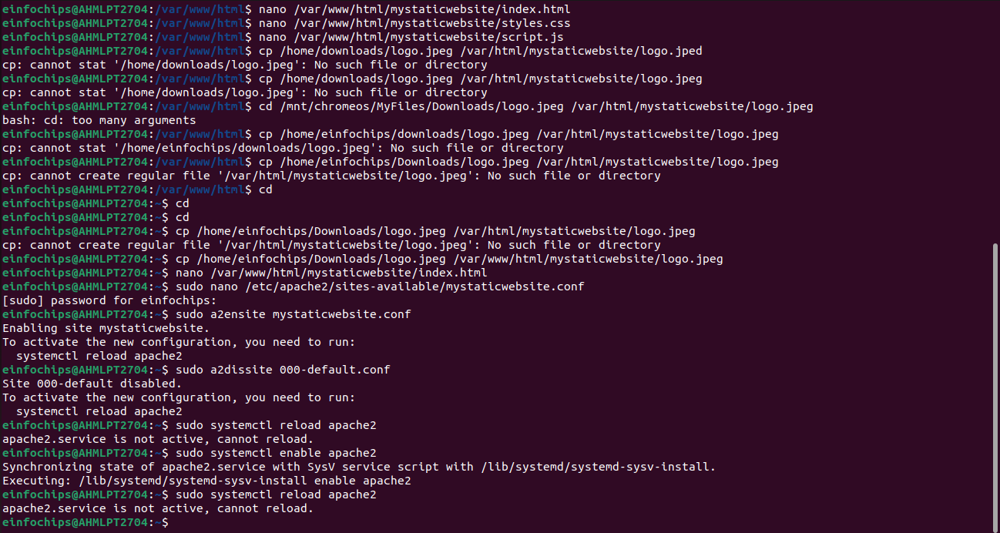 einfochips@AHMLPT2704:/var/www/html$ nano /var/www/html/mystaticwebsite/index.html
einfochips@AHMLPT2704:/var/www/html$ nano /var/www/html/mystaticwebsite/styles.css
einfochips@AHMLPT2704:/var/www/html$ nano /var/www/html/mystaticwebsite/script.js
einfochips@AHMLPT2704:/var/www/html$ cp /home/downloads/logo.jpeg /var/html/mystaticwebsite/logo.jped
cp: cannot stat '/home/downloads/logo.jpeg': No such file or directory
einfochips@AHMLPT2704:/var/www/html$ cp /home/downloads/logo.jpeg /var/html/mystaticwebsite/logo.jpeg
cp: cannot stat '/home/downloads/logo.jpeg': No such file or directory
einfochips@AHMLPT2704:/var/www/html$ cd /mnt/chromeos/MyFiles/Downloads/logo.jpeg /var/html/mystaticwebsite/logo.jpeg
bash: cd: too many arguments
einfochips@AHMLPT2704:/var/www/html$ cp /home/einfochips/downloads/logo.jpeg /var/html/mystaticwebsite/logo.jpeg
cp: cannot stat '/home/einfochips/downloads/logo.jpeg': No such file or directory
einfochips@AHMLPT2704:/var/www/html$ cp /home/einfochips/Downloads/logo.jpeg /var/html/mystaticwebsite/logo.jpeg
cp: cannot create regular file '/var/html/mystaticwebsite/logo.jpeg': No such file or directory
einfochips@AHMLPT2704:/var/www/html$ cd
einfochips@AHMLPT2704:~$ cd
einfochips@AHMLPT2704:~$ cd
einfochips@AHMLPT2704:~$ cp /home/einfochips/Downloads/logo.jpeg /var/html/mystaticwebsite/logo.jpeg
cp: cannot create regular file '/var/html/mystaticwebsite/logo.jpeg': No such file or directory
einfochips@AHMLPT2704:~$ cp /home/einfochips/Downloads/logo.jpeg /var/www/html/mystaticwebsite/logo.jpeg
einfochips@AHMLPT2704:~$ nano /var/www/html/mystaticwebsite/index.html
einfochips@AHMLPT2704:~$ sudo nano /etc/apache2/sites-available/mystaticwebsite.conf
[sudo] password for einfochips:
einfochips@AHMLPT2704:~$ sudo a2ensite mystaticwebsite.conf
Enabling site mystaticwebsite.
To activate the new configuration, you need to run:
  systemctl reload apache2
einfochips@AHMLPT2704:~$ sudo a2dissite 000-default.conf
Site 000-default disabled.
To activate the new configuration, you need to run:
  systemctl reload apache2
einfochips@AHMLPT2704:~$ sudo systemctl reload apache2
apache2.service is not active, cannot reload.
einfochips@AHMLPT2704:~$ sudo systemctl enable apache2
Synchronizing state of apache2.service with SysV service script with /lib/systemd/systemd-sysv-install.
Executing: /lib/systemd/systemd-sysv-install enable apache2
einfochips@AHMLPT2704:~$ sudo systemctl reload apache2
apache2.service is not active, cannot reload.
einfochips@AHMLPT2704:~$